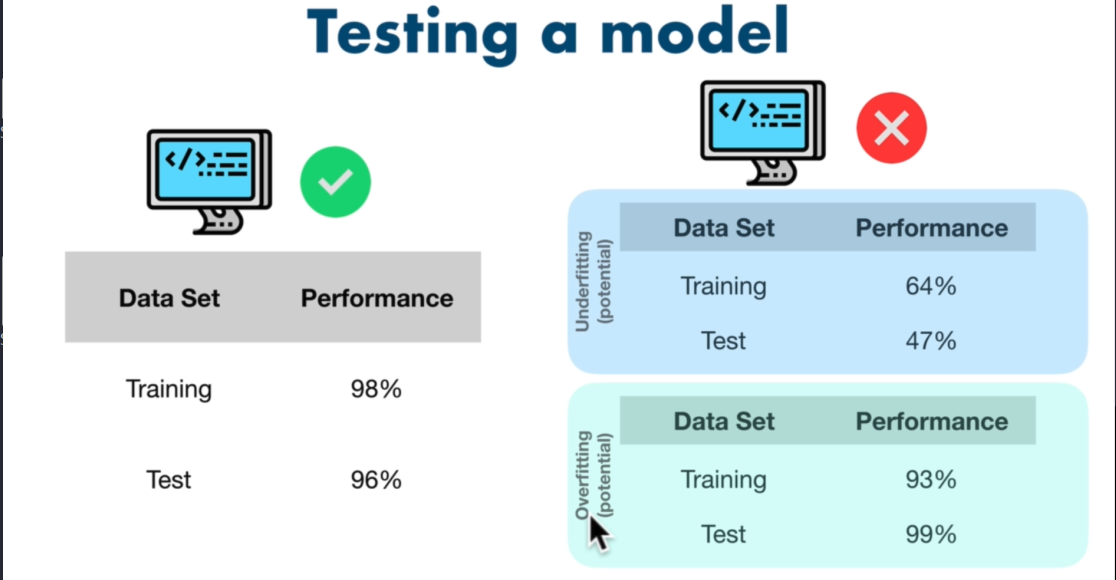 Testing a model
</>
Data Set Performance
Training 98%
Test 96%
</>
Underfitting
(potential)
Data Set Performance
Training 64%
Test 47%
Overfitting
(potential)
Data Set Performance
Training 93%
Test 99%